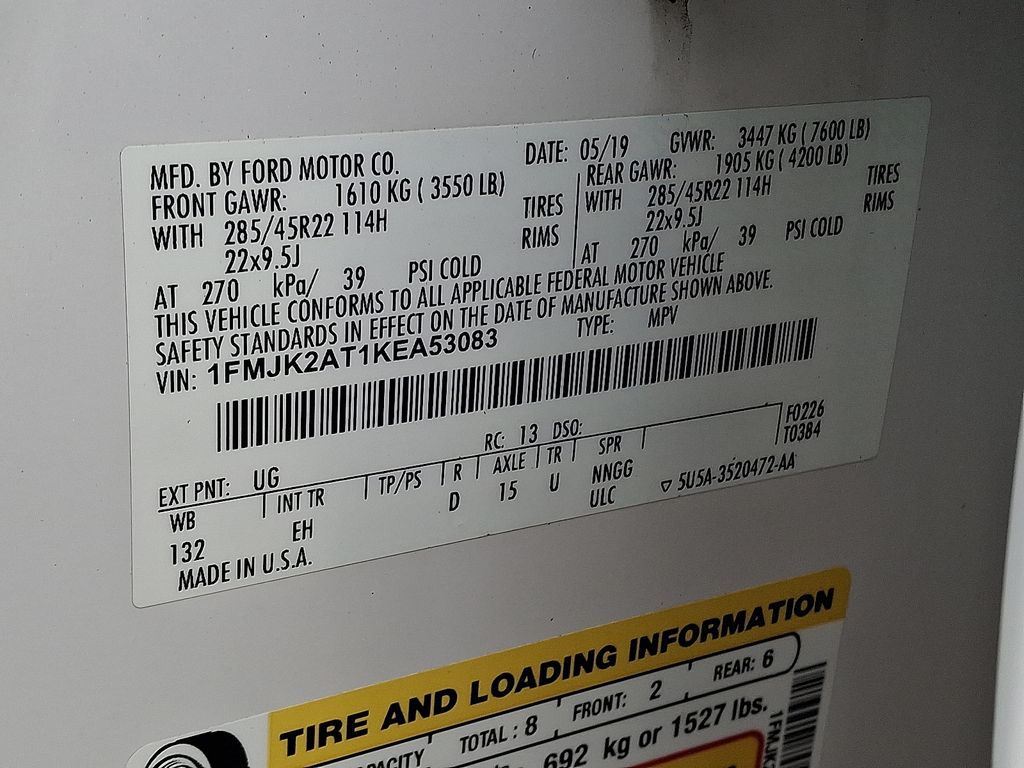 MFD. BY FORD MOTOR CO. DATE: 05/19 GVWR: 3447 KG ( 7600 LB)
FRONT GAWR: 1610 KG ( 3550 LB) REAR GAWR: 1905 KG ( 4200 LB)
WITH 285/45R22 114H TIRES WITH 285/45R22 114H TIRES
22x9.5J RIMS 22x9.5J RIMS
AT 270 kPa/ 39 PSI COLD AT 270 kPa/ 39 PSI COLD
THIS VEHICLE CONFORMS TO ALL APPLICABLE FEDERAL MOTOR VEHICLE
SAFETY STANDARDS IN EFFECT ON THE DATE OF MANUFACTURE SHOWN ABOVE.
VIN: 1FMJK2AT1KEA53083 TYPE: MPV
F0226
EXT PNT: UG RC: 13 DSO: T0384
WB INT TR TP/PS R AXLE TR SPR
132 EH D 15 U NNGG ▽ 5U5A-3520472-AA
ULC
MADE IN U.S.A.
TIRE AND LOADING INFORMATION
TOTAL : 8 FRONT: 2 REAR: 6
692 kg or 1527 lbs.